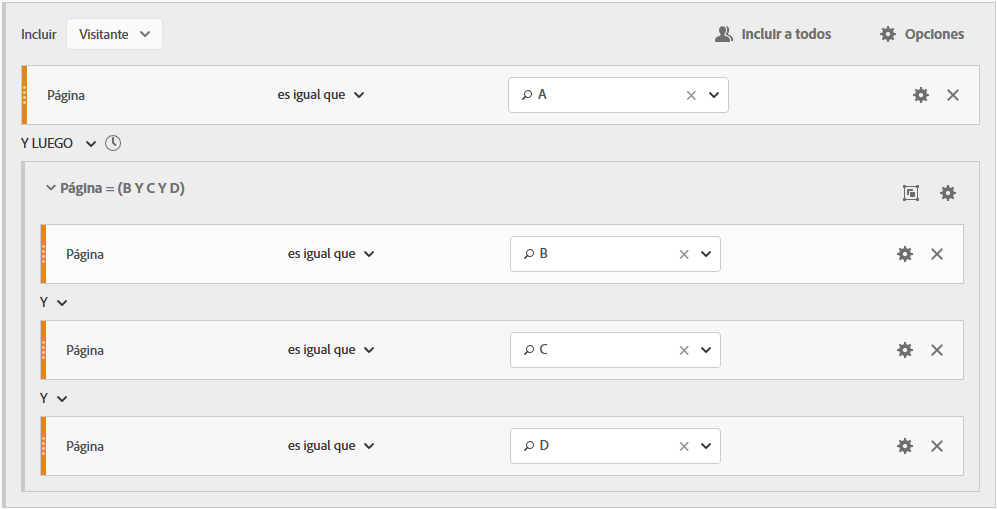 Incluir Visitante Incluir a todos Opciones
Página es igual que A
Y LUEGO
Página = (B Y C Y D)
Página es igual que B
Y
Página es igual que C
Y
Página es igual que D